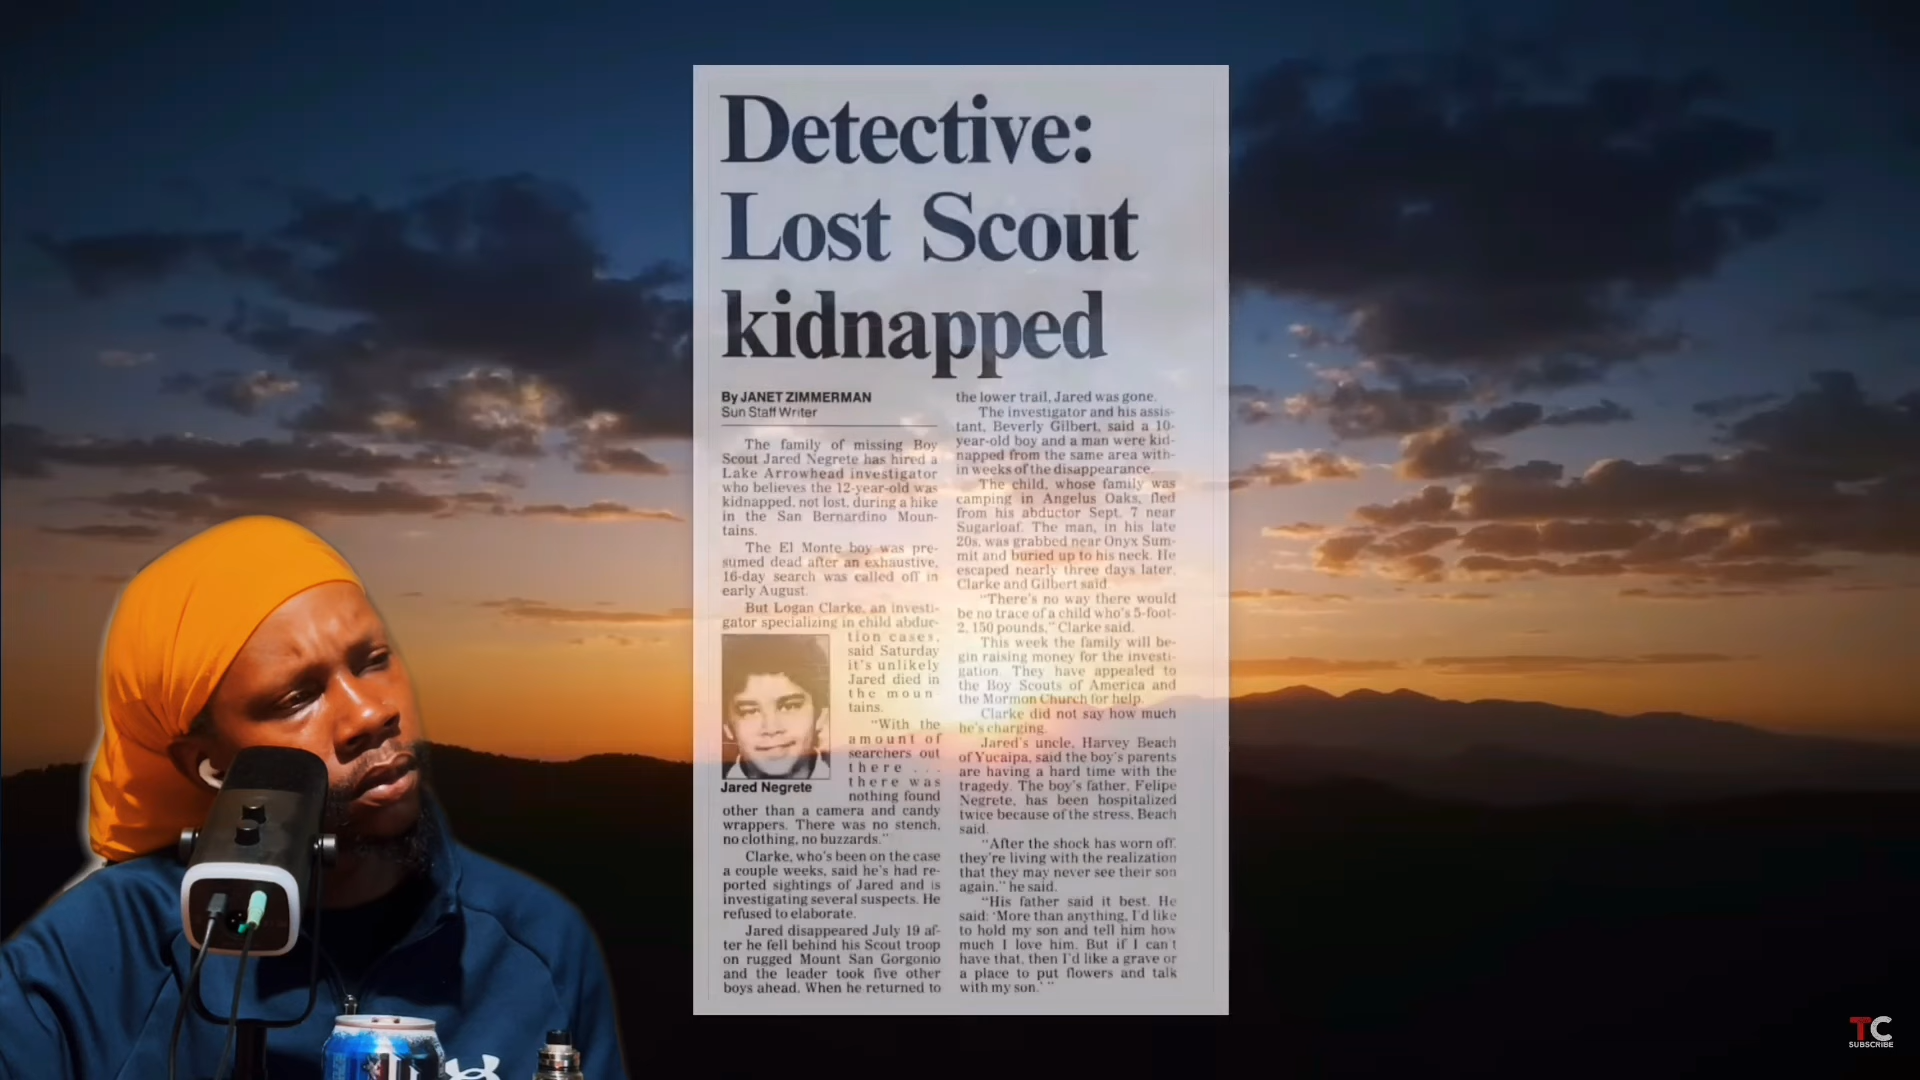 Detective:
Lost Scout
kidnapped
By JANET ZIMMERMAN
Sun Staff Writer
The family of missing Boy
Scout Jared Negrete has hired a
Lake Arrowhead investigator
who believes the 12-year-old was
kidnapped, not lost, during a hike
in the San Bernardino Moun-
tains.
The El Monte boy was pre-
sumed dead after an exhaustive,
16-day search was called off in
early August.
But Logan Clarke, an investi-
gator specializing in child abduc-
tion cases,
said Saturday
it's unlikely
Jared died in
the moun-
tains.
"With the
amount of
searchers out
there ...
there was
nothing found
Jared Negrete
other than a camera and candy
wrappers. There was no stench,
no clothing, no buzzards."
Clarke, who's been on the case
a couple weeks, said he's had re-
ported sightings of Jared and is
investigating several suspects. He
refused to elaborate.
Jared disappeared July 19 af-
ter he fell behind his Scout troop
on rugged Mount San Gorgonio
and the leader took five other
boys ahead. When he returned to
the lower trail, Jared was gone.
The investigator and his assis-
tant, Beverly Gilbert, said a 10-
year-old boy and a man were kid-
napped from the same area with-
in weeks of the disappearance.
The child, whose family was
camping in Angelus Oaks, fled
from his abductor Sept. 7 near
Sugarloaf. The man, in his late
20s, was grabbed near Onyx Sum-
mit and buried up to his neck. He
escaped nearly three days later,
Clarke and Gilbert said.
"There's no way there would
be no trace of a child who's 5-foot-
2, 150 pounds," Clarke said.
This week the family will be-
gin raising money for the investi-
gation. They have appealed to
the Boy Scouts of America and
the Mormon Church for help.
Clarke did not say how much
he's charging.
Jared's uncle, Harvey Beach
of Yucaipa, said the boy's parents
are having a hard time with the
tragedy. The boy's father, Felipe
Negrete, has been hospitalized
twice because of the stress, Beach
said.
"After the shock has worn off,
they're living with the realization
that they may never see their son
again," he said.
"His father said it best. He
said: 'More than anything, I'd like
to hold my son and tell him how
much I love him. But if I can't
have that, then I'd like a grave or
a place to put flowers and talk
with my son.' "
TC
SUBSCRIBE